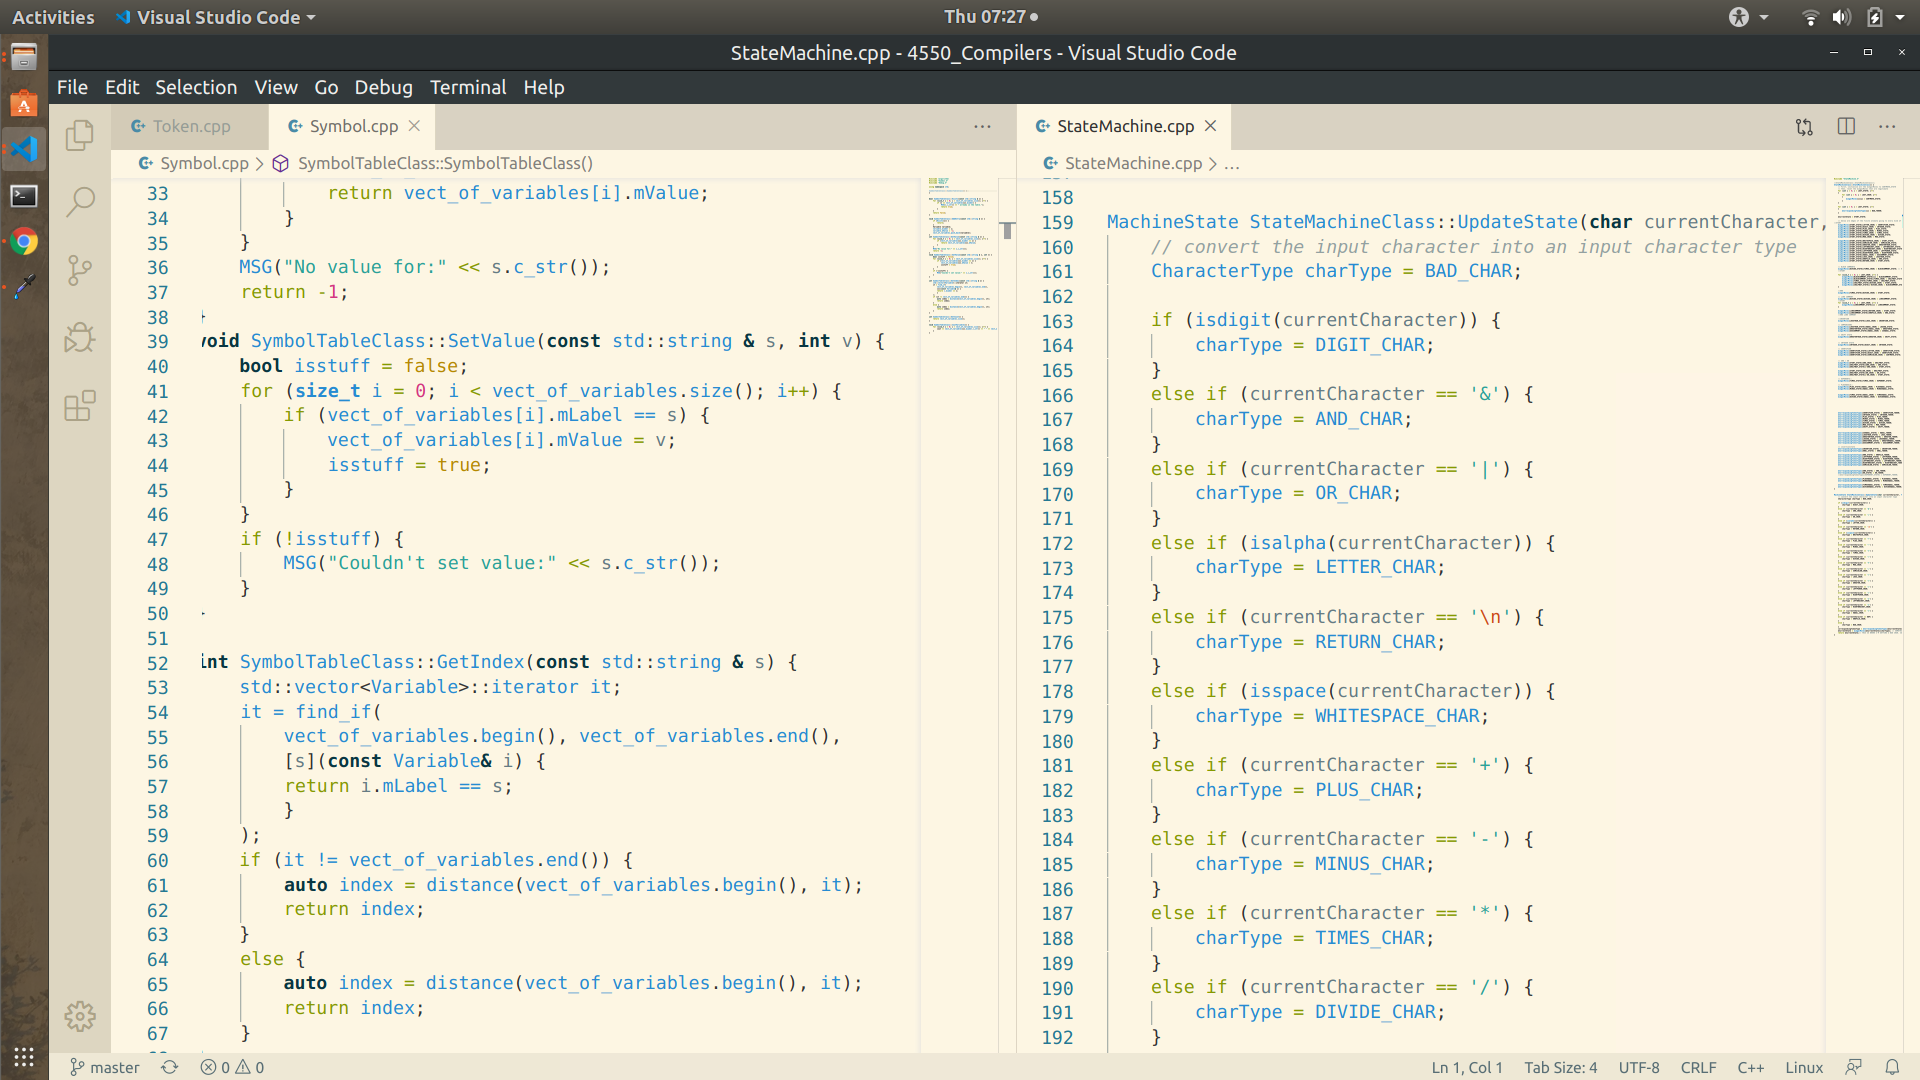 Activities
Visual Studio Code
Thu 07:27
StateMachine.cpp - 4550_Compilers - Visual Studio Code
File Edit Selection View Go Debug Terminal Help
Token.cpp
Symbol.cpp
Symbol.cpp > SymbolTableClass::SymbolTableClass()
33 return vect_of_variables[i].mValue;
34 }
35 }
36 MSG("No value for:" << s.c_str());
37 return -1;
38 }
39 void SymbolTableClass::SetValue(const std::string & s, int v) {
40 bool isstuff = false;
41 for (size_t i = 0; i < vect_of_variables.size(); i++) {
42 if (vect_of_variables[i].mLabel == s) {
43 vect_of_variables[i].mValue = v;
44 isstuff = true;
45 }
46 }
47 if (!isstuff) {
48 MSG("Couldn't set value:" << s.c_str());
49 }
50 }
51
52 int SymbolTableClass::GetIndex(const std::string & s) {
53 std::vector<Variable>::iterator it;
54 it = find_if(
55 vect_of_variables.begin(), vect_of_variables.end(),
56 [s](const Variable& i) {
57 return i.mLabel == s;
58 }
59 );
60 if (it != vect_of_variables.end()) {
61 auto index = distance(vect_of_variables.begin(), it);
62 return index;
63 }
64 else {
65 auto index = distance(vect_of_variables.begin(), it);
66 return index;
67 }
StateMachine.cpp
StateMachine.cpp > ...
158
159 MachineState StateMachineClass::UpdateState(char currentCharacter,
160 // convert the input character into an input character type
161 CharacterType charType = BAD_CHAR;
162
163 if (isdigit(currentCharacter)) {
164 charType = DIGIT_CHAR;
165 }
166 else if (currentCharacter == '&') {
167 charType = AND_CHAR;
168 }
169 else if (currentCharacter == '|') {
170 charType = OR_CHAR;
171 }
172 else if (isalpha(currentCharacter)) {
173 charType = LETTER_CHAR;
174 }
175 else if (currentCharacter == '\n') {
176 charType = RETURN_CHAR;
177 }
178 else if (isspace(currentCharacter)) {
179 charType = WHITESPACE_CHAR;
180 }
181 else if (currentCharacter == '+') {
182 charType = PLUS_CHAR;
183 }
184 else if (currentCharacter == '-') {
185 charType = MINUS_CHAR;
186 }
187 else if (currentCharacter == '*') {
188 charType = TIMES_CHAR;
189 }
190 else if (currentCharacter == '/') {
191 charType = DIVIDE_CHAR;
192 }
master 0 0
Ln 1, Col 1 Tab Size: 4 UTF-8 CRLF C++ Linux